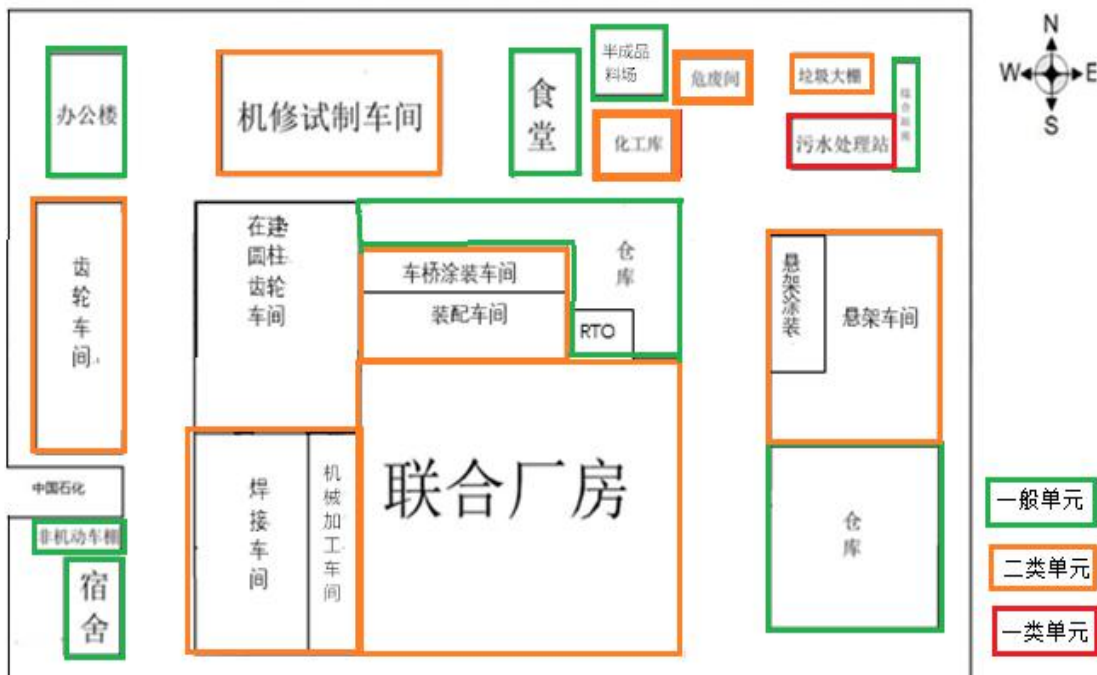 N
W
E
S
办公楼
机修试制车间
食
堂
半成品
料场
危废间
垃圾大棚
化工库
污水处理站
齿
轮
车
间
在建
圆柱
齿轮
车间
仓
库
车桥涂装车间
装配车间
RTO
悬架涂装
悬架车间
中国石化
非机动车棚
宿
舍
焊
接
车
间
机
械
加
工
车
间
联合厂房
仓
库
一般单元
二类单元
一类单元